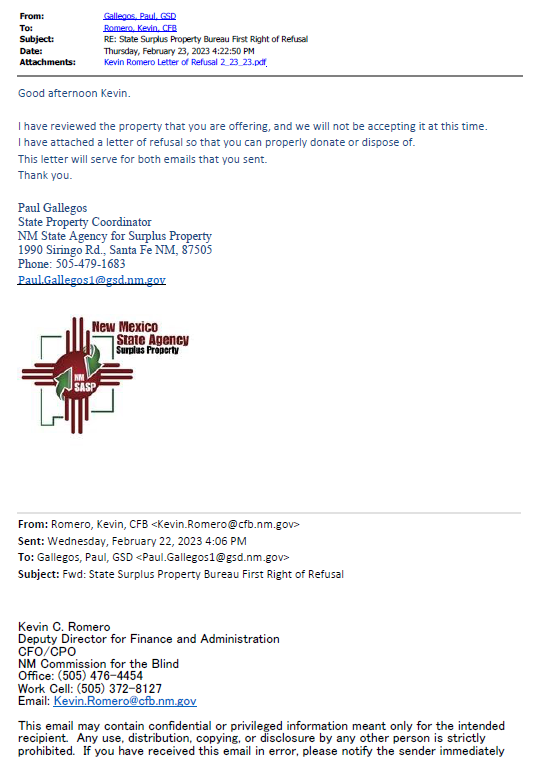 From: Gallegos, Paul, GSD
To: Romero, Kevin, CFB
Subject: RE: State Surplus Property Bureau First Right of Refusal
Date: Thursday, February 23, 2023 4:22:50 PM
Attachments: Kevin Romero Letter of Refusal 2_23_23.pdf
Good afternoon Kevin.
I have reviewed the property that you are offering, and we will not be accepting it at this time.
I have attached a letter of refusal so that you can properly donate or dispose of.
This letter will serve for both emails that you sent.
Thank you.
Paul Gallegos
State Property Coordinator
NM State Agency for Surplus Property
1990 Siringo Rd., Santa Fe NM, 87505
Phone: 505-479-1683
Paul.Gallegos1@gsd.nm.gov
New Mexico
State Agency
Surplus Property
NM
SASP
From: Romero, Kevin, CFB <Kevin.Romero@cfb.nm.gov>
Sent: Wednesday, February 22, 2023 4:06 PM
To: Gallegos, Paul, GSD <Paul.Gallegos1@gsd.nm.gov>
Subject: Fwd: State Surplus Property Bureau First Right of Refusal
Kevin C. Romero
Deputy Director for Finance and Administration
CFO/CPO
NM Commission for the Blind
Office: (505) 476-4454
Work Cell: (505) 372-8127
Email: Kevin.Romero@cfb.nm.gov
This email may contain confidential or privileged information meant only for the intended
recipient.  Any use, distribution, copying, or disclosure by any other person is strictly
prohibited.  If you have received this email in error, please notify the sender immediately